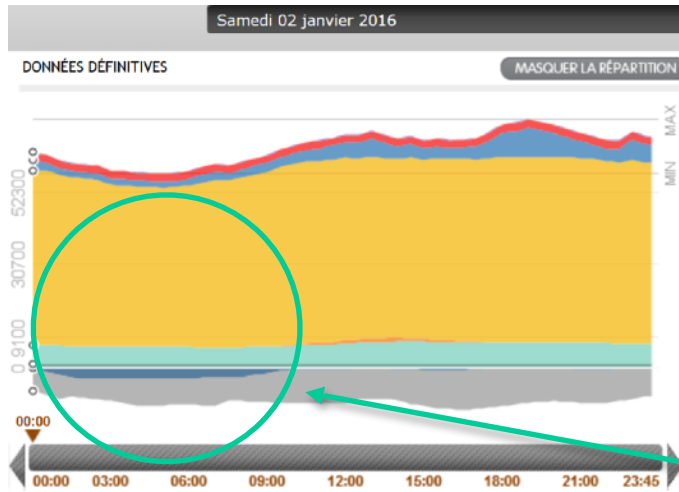 Samedi 02 janvier 2016
DONNÉES DÉFINITIVES
MASQUER LA RÉPARTITION
MAX
MIN
52300
30700
9100
0
00:00
00:00 03:00 06:00 09:00 12:00 15:00 18:00 21:00 23:45